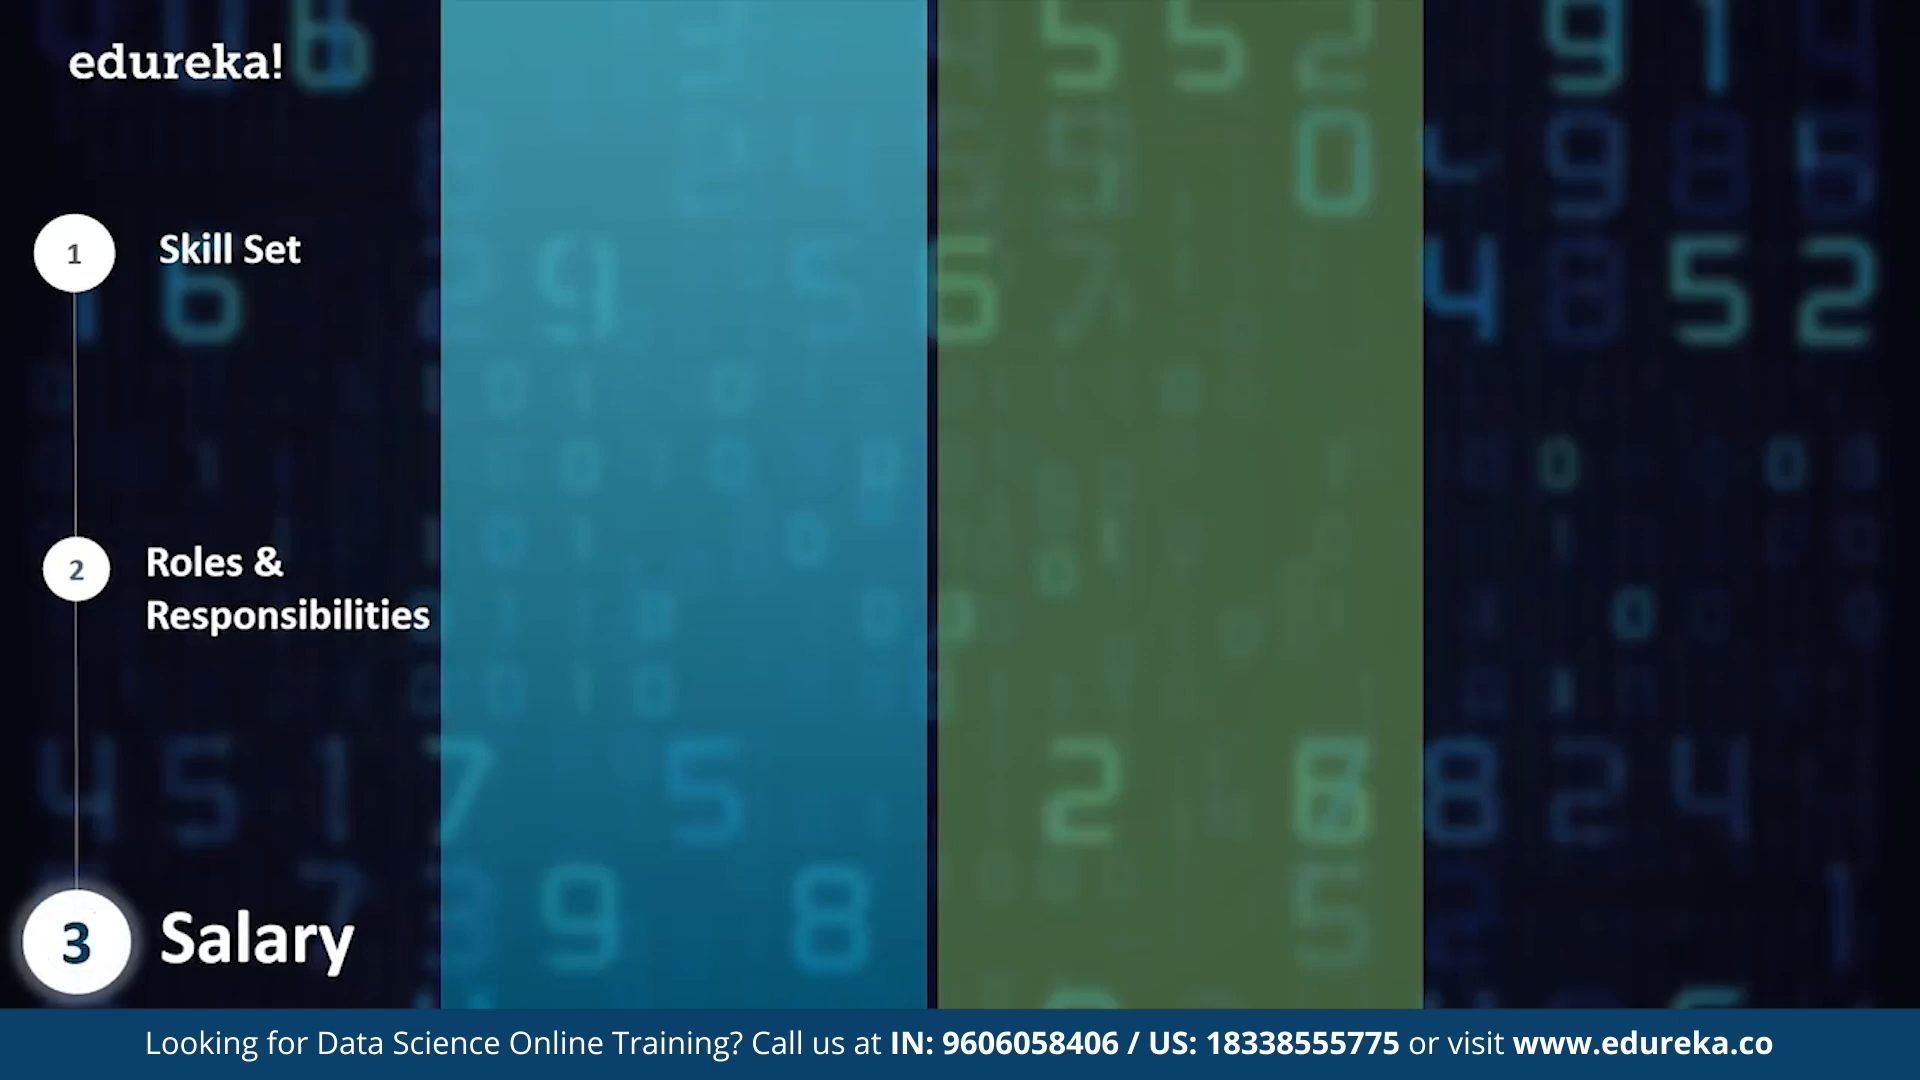 edureka!
1 Skill Set
2 Roles &
Responsibilities
3 Salary
Looking for Data Science Online Training? Call us at IN: 9606058406 / US: 18338555775 or visit www.edureka.co